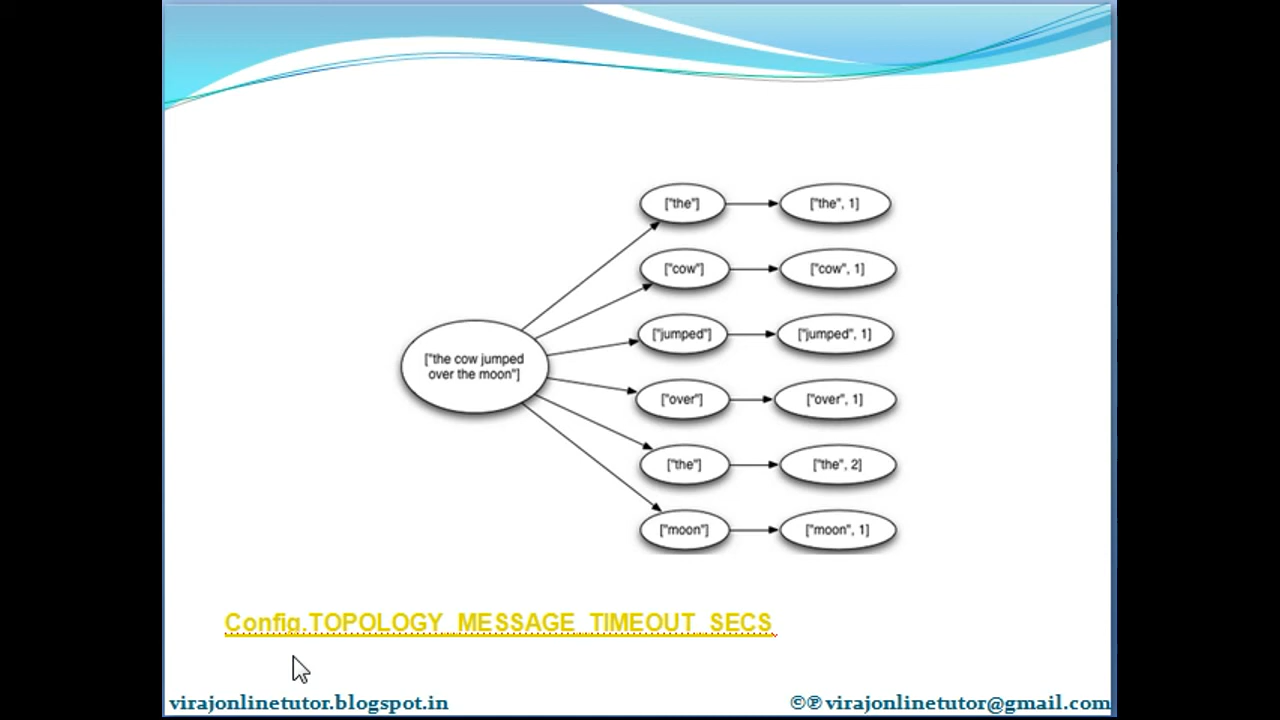 ["the"]
["the", 1]
["cow"]
["cow", 1]
["jumped"]
["jumped", 1]
["the cow jumped
over the moon"]
["over"]
["over", 1]
["the"]
["the", 2]
["moon"]
["moon", 1]
Config.TOPOLOGY_MESSAGE_TIMEOUT_SECS
virajonlinetutor.blogspot.in
©℗ virajonlinetutor@gmail.com